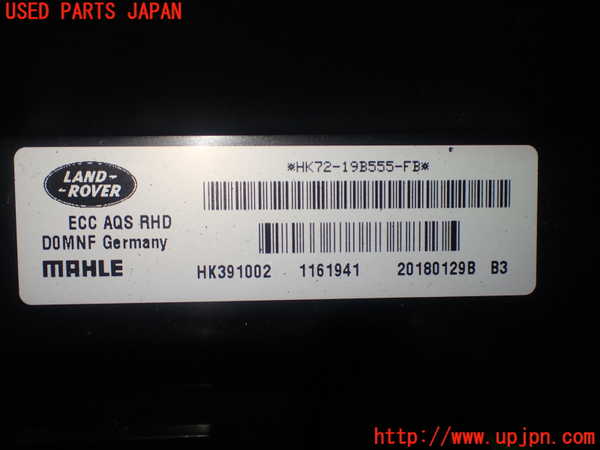 USED PARTS JAPAN
LAND-
-ROVER
*HK72-19B555-FB*
ECC AQS RHD
DOMNF Germany
MAHLE
HK391002 1161941 20180129B B3
http://www.upjpn.com/